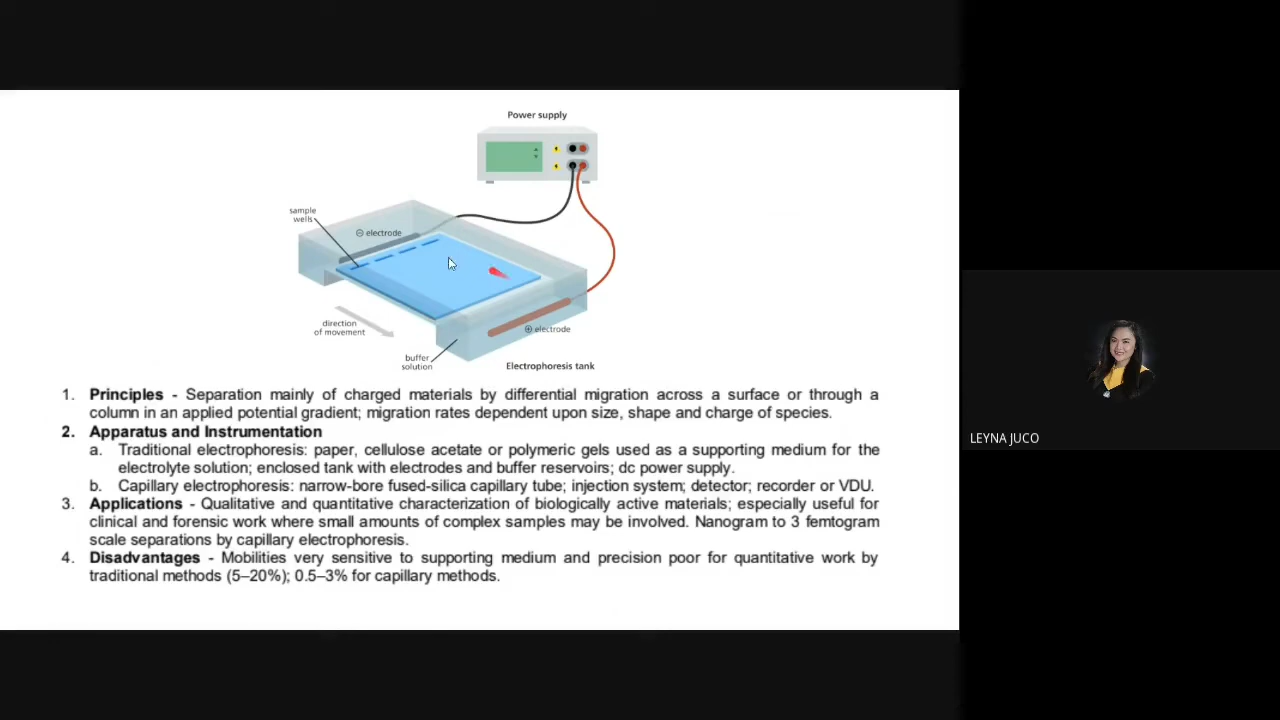 Power supply
sample
wells
⊖ electrode
direction
of movement
⊕ electrode
buffer
solution
Electrophoresis tank
1. Principles - Separation mainly of charged materials by differential migration across a surface or through a
column in an applied potential gradient; migration rates dependent upon size, shape and charge of species.
2. Apparatus and Instrumentation
a. Traditional electrophoresis: paper, cellulose acetate or polymeric gels used as a supporting medium for the
electrolyte solution; enclosed tank with electrodes and buffer reservoirs; dc power supply.
b. Capillary electrophoresis: narrow-bore fused-silica capillary tube; injection system; detector; recorder or VDU.
3. Applications - Qualitative and quantitative characterization of biologically active materials; especially useful for
clinical and forensic work where small amounts of complex samples may be involved. Nanogram to 3 femtogram
scale separations by capillary electrophoresis.
4. Disadvantages - Mobilities very sensitive to supporting medium and precision poor for quantitative work by
traditional methods (5–20%); 0.5–3% for capillary methods.
LEYNA JUCO